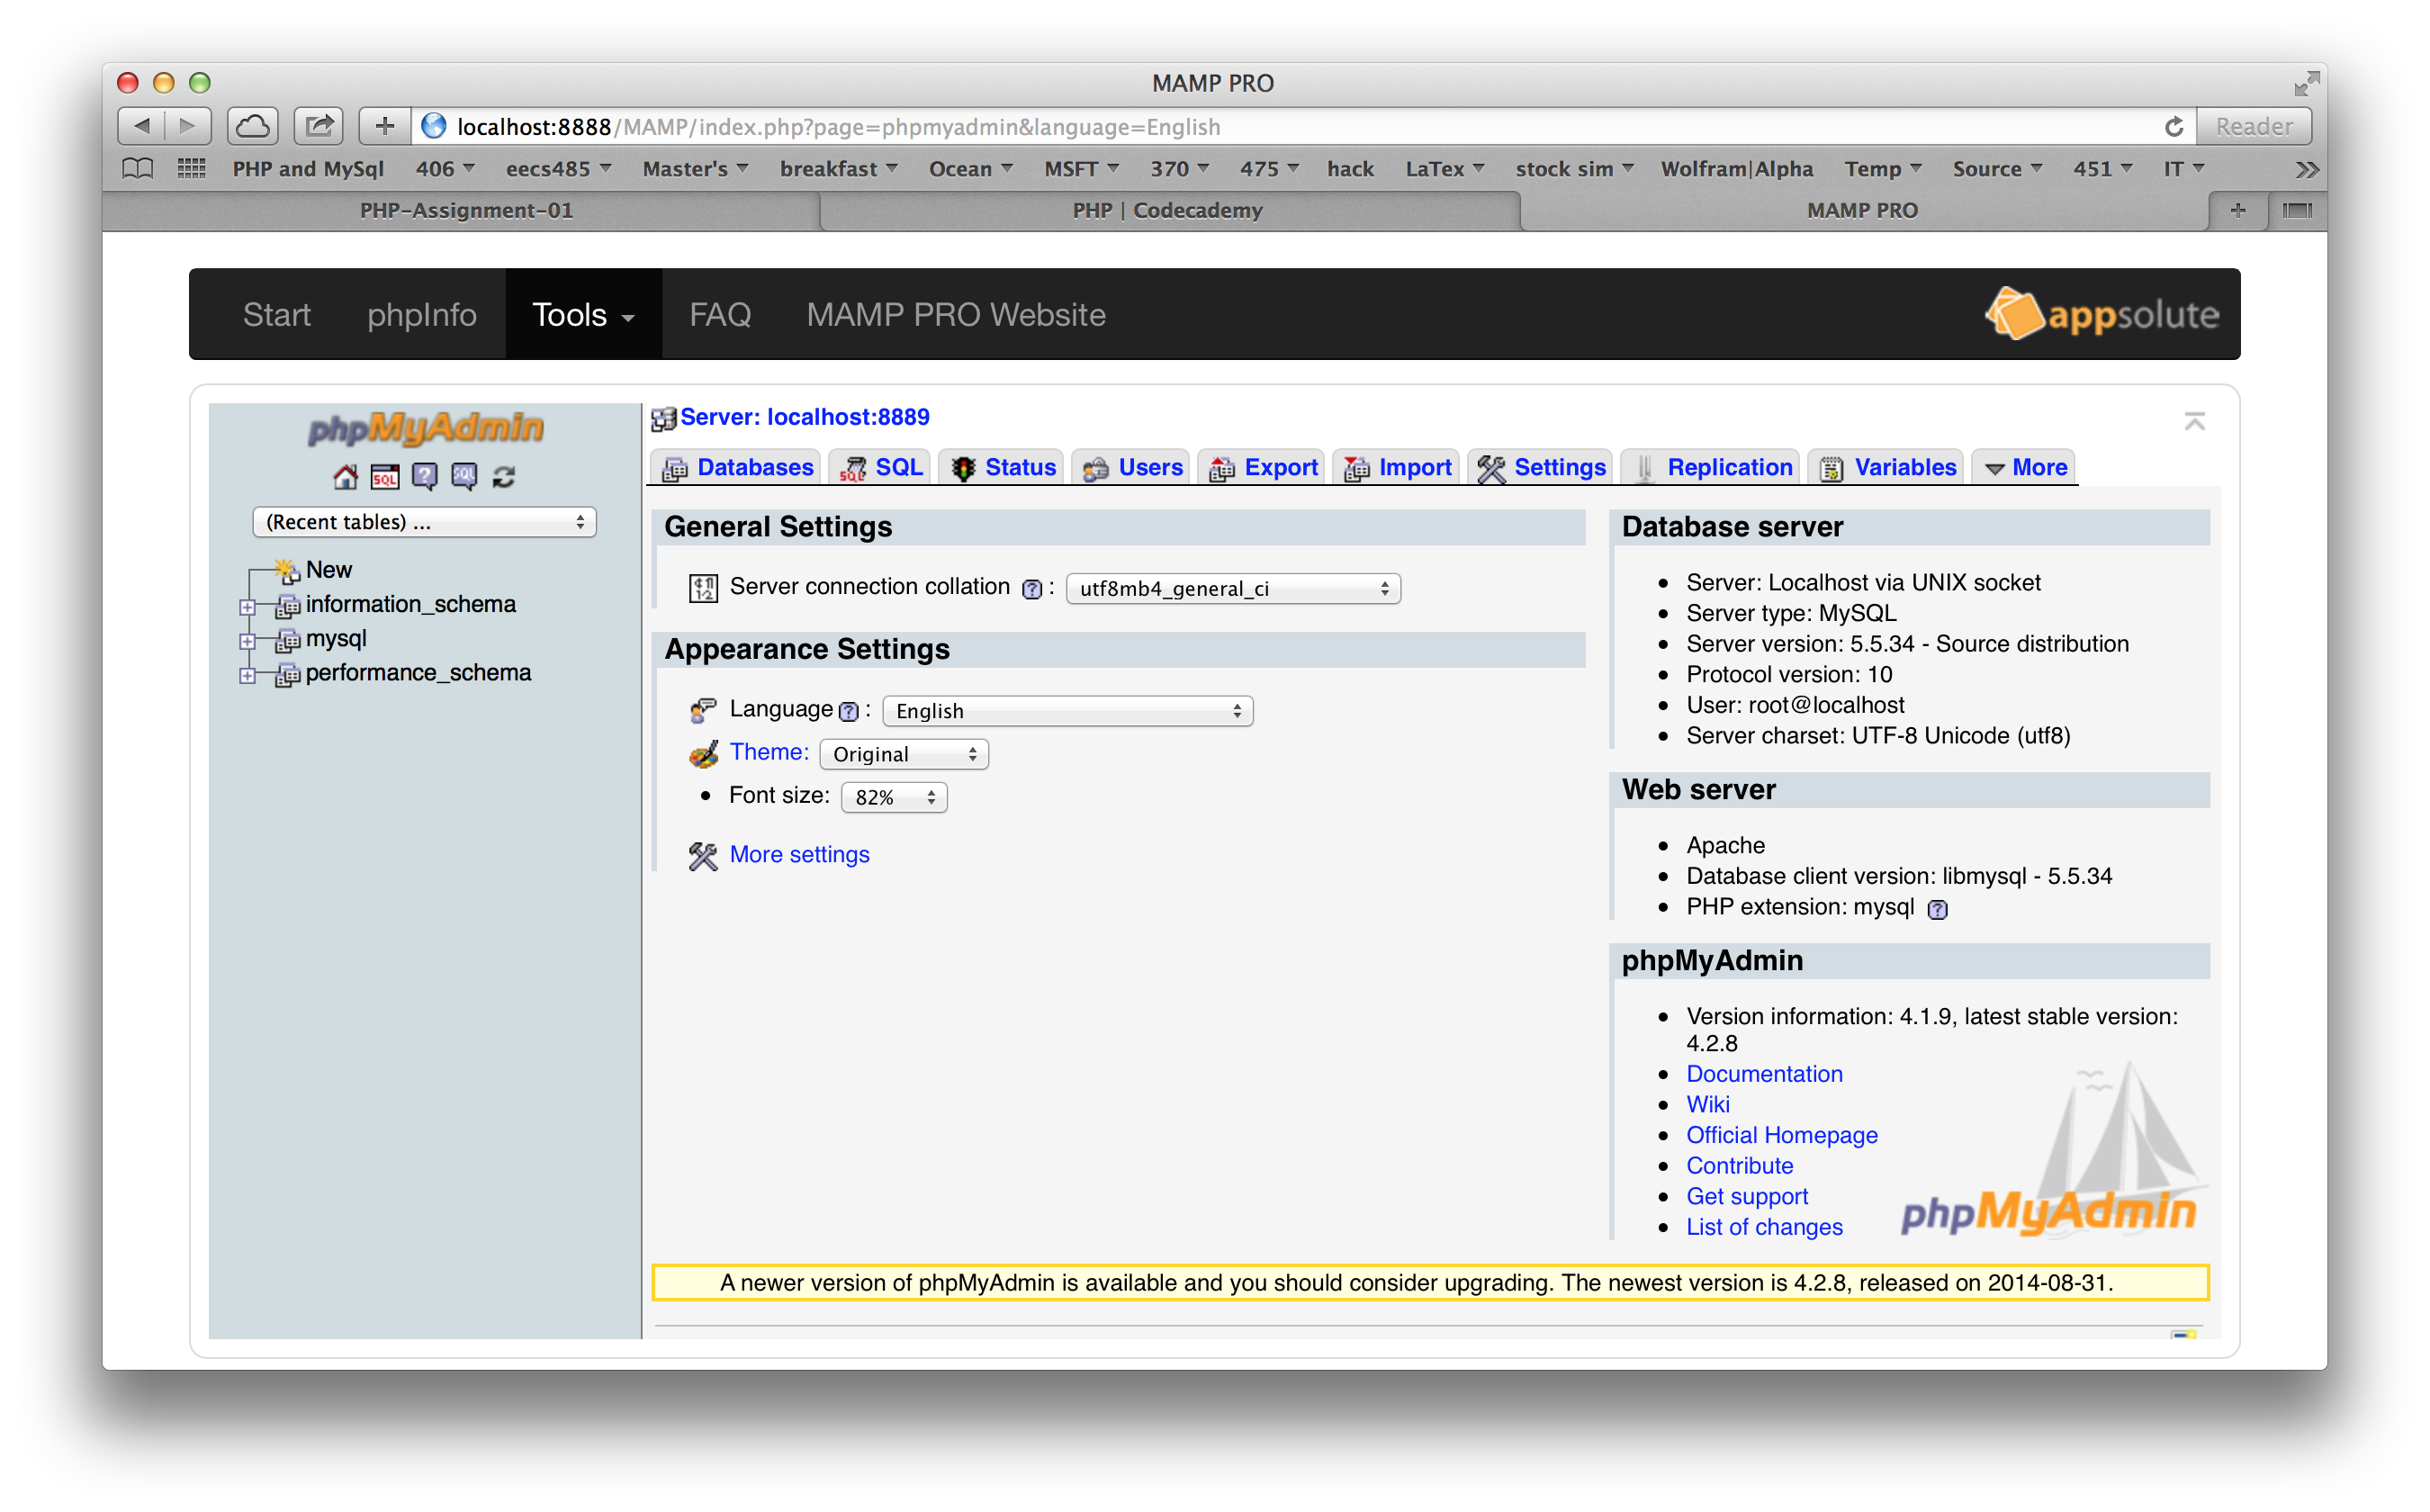 MAMP PRO
localhost:8888/MAMP/index.php?page=phpmyadmin&language=English
Reader
PHP and MySql 406 eecs485 Master's breakfast Ocean MSFT 370 475 hack LaTex stock sim Wolfram|Alpha Temp Source 451 IT
PHP-Assignment-01 PHP | Codecademy MAMP PRO
Start phpInfo Tools FAQ MAMP PRO Website appsolute
phpMyAdmin
SQL ? SQL
(Recent tables) ...
New
information_schema
mysql
performance_schema
Server: localhost:8889
Databases SQL Status Users Export Import Settings Replication Variables More
General Settings
Server connection collation ? : utf8mb4_general_ci
Appearance Settings
Language ? : English
Theme: Original
Font size: 82%
More settings
Database server
Server: Localhost via UNIX socket
Server type: MySQL
Server version: 5.5.34 - Source distribution
Protocol version: 10
User: root@localhost
Server charset: UTF-8 Unicode (utf8)
Web server
Apache
Database client version: libmysql - 5.5.34
PHP extension: mysql ?
phpMyAdmin
Version information: 4.1.9, latest stable version:
4.2.8
Documentation
Wiki
Official Homepage
Contribute
Get support
List of changes
phpMyAdmin
A newer version of phpMyAdmin is available and you should consider upgrading. The newest version is 4.2.8, released on 2014-08-31.